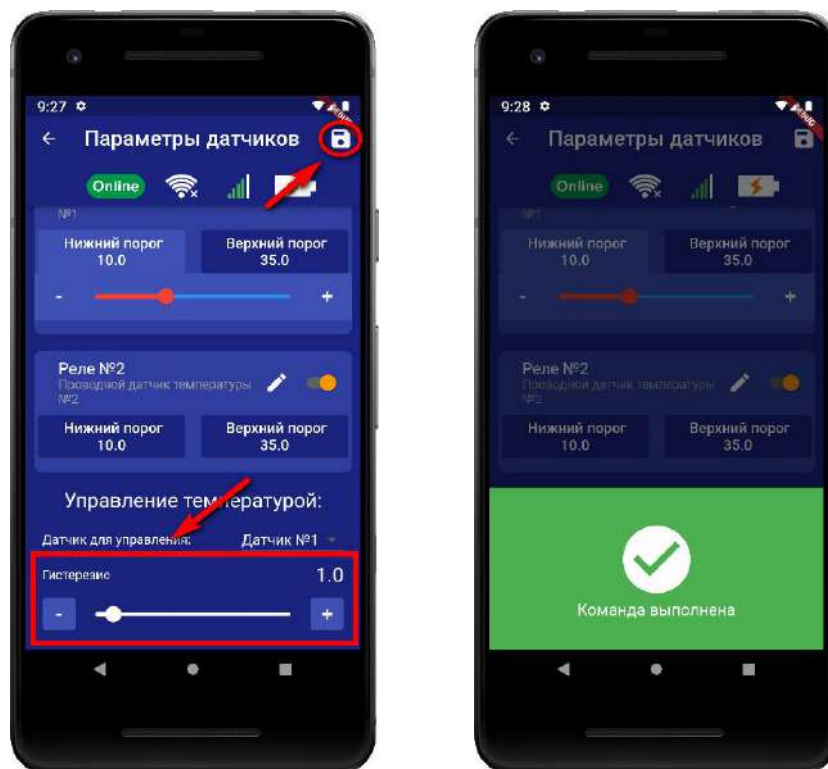 9:27
DEBUG
Параметры датчиков
Online
№1
Нижний порог
10.0
Верхний порог
35.0
-
+
Реле №2
Проводной датчик температуры
№2
Нижний порог
10.0
Верхний порог
35.0
Управление температурой:
Датчик для управления:
Датчик №1
Гистерезис
1.0
-
+
9:28
DEBUG
Параметры датчиков
Online
№1
Нижний порог
10.0
Верхний порог
35.0
-
+
Реле №2
Проводной датчик температуры
№2
Нижний порог
10.0
Верхний порог
35.0
Команда выполнена